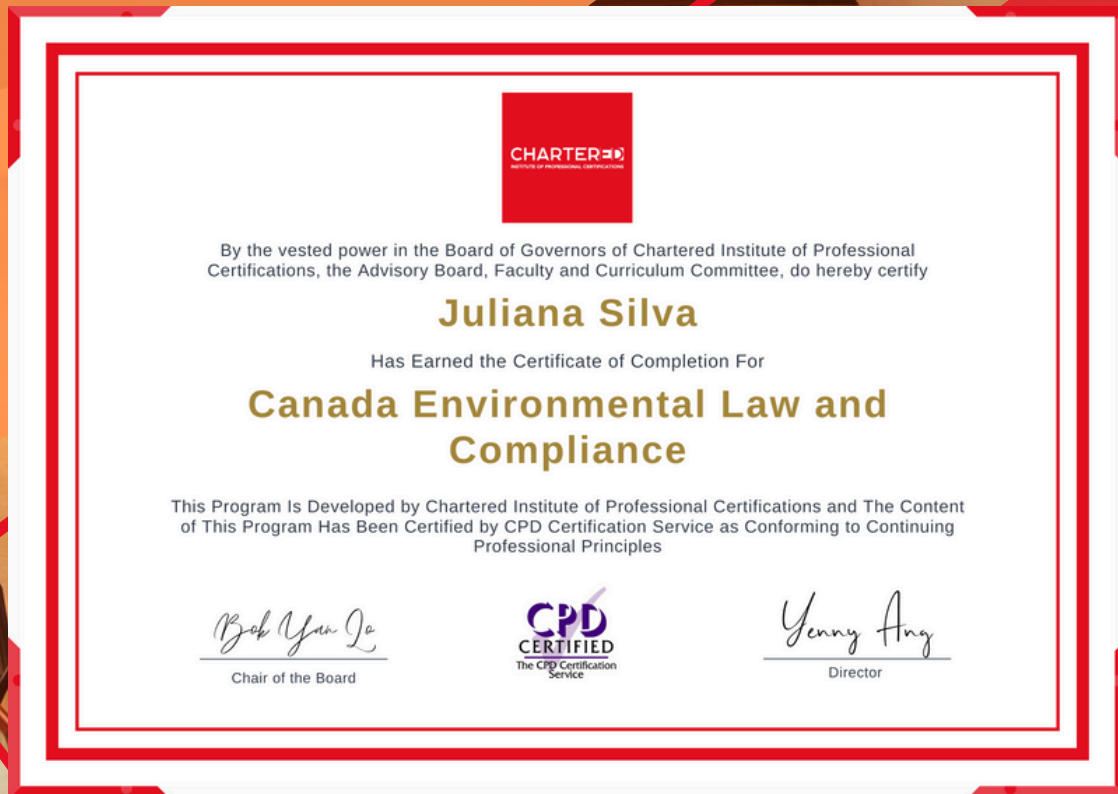 CHARTERED
INSTITUTE OF PROFESSIONAL CERTIFICATIONS
By the vested power in the Board of Governors of Chartered Institute of Professional
Certifications, the Advisory Board, Faculty and Curriculum Committee, do hereby certify
Juliana Silva
Has Earned the Certificate of Completion For
Canada Environmental Law and
Compliance
This Program Is Developed by Chartered Institute of Professional Certifications and The Content
of This Program Has Been Certified by CPD Certification Service as Conforming to Continuing
Professional Principles
Bok Yan Lo
Chair of the Board
CPD
CERTIFIED
The CPD Certification
Service
Yenny Ang
Director